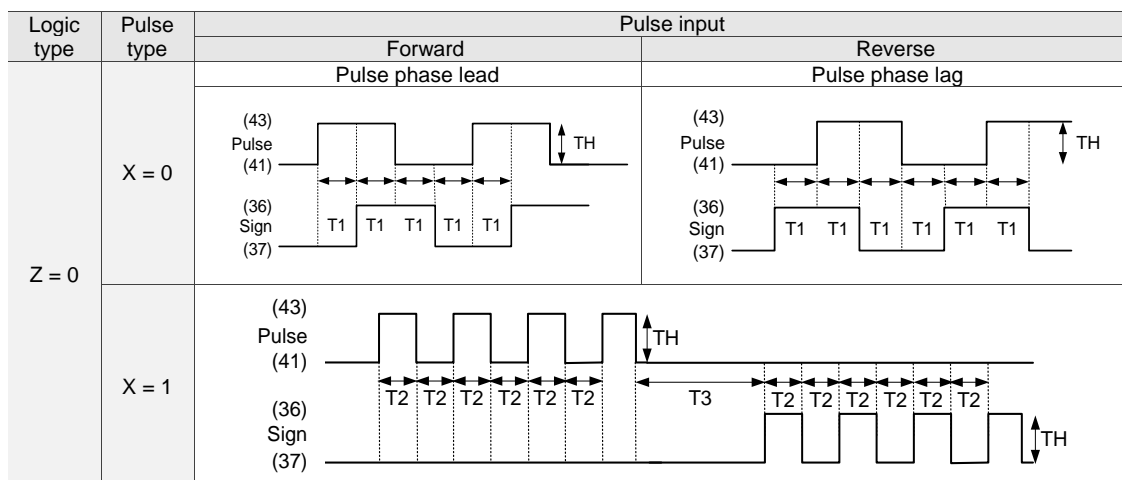 Logic type
Pulse type
Pulse input
Forward
Reverse
Z = 0
X = 0
Pulse phase lead
Pulse phase lag
(43)
Pulse
(41)
TH
(36)
Sign
(37)
T1 T1 T1 T1 T1
(43)
Pulse
(41)
TH
(36)
Sign
(37)
T1 T1 T1 T1 T1 T1
X = 1
(43)
Pulse
(41)
TH
T2 T2 T2 T2 T2 T2
T3
T2 T2 T2 T2 T2 T2
(36)
Sign
(37)
TH